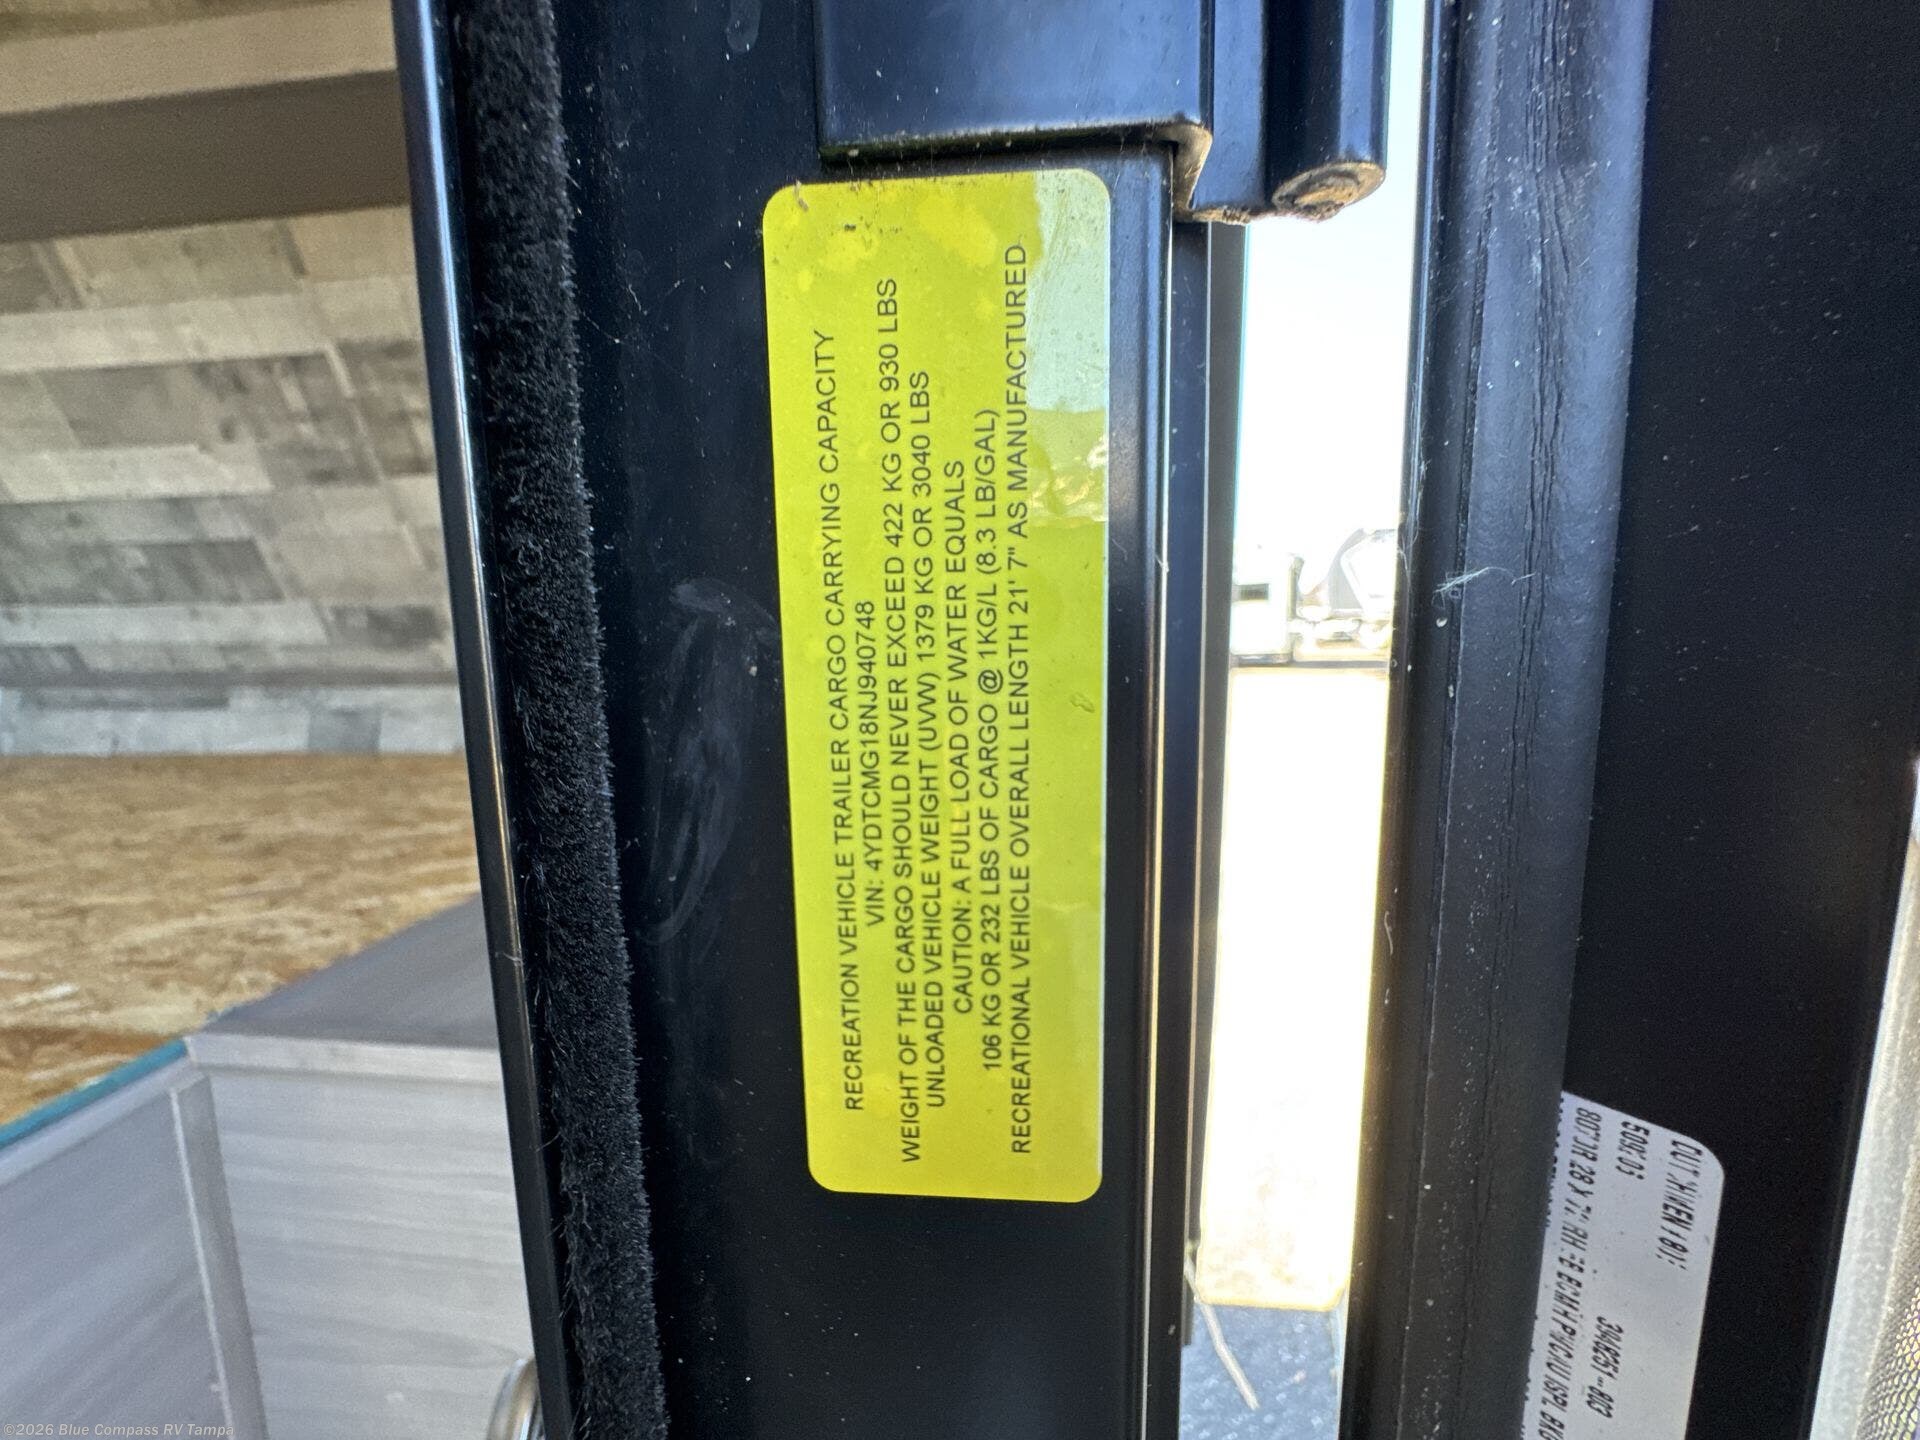 RECREATION VEHICLE TRAILER CARGO CARRYING CAPACITY
VIN: 4YDTCMG18NJ940748
WEIGHT OF THE CARGO SHOULD NEVER EXCEED 422 KG OR 930 LBS
UNLOADED VEHICLE WEIGHT (UVW) 1379 KG OR 3040 LBS
CAUTION: A FULL LOAD OF WATER EQUALS
106 KG OR 232 LBS OF CARGO @ 1KG/L (8.3 LB/GAL)
RECREATIONAL VEHICLE OVERALL LENGTH 21' 7" AS MANUFACTURED
©2026 Blue Compass RV Tampa